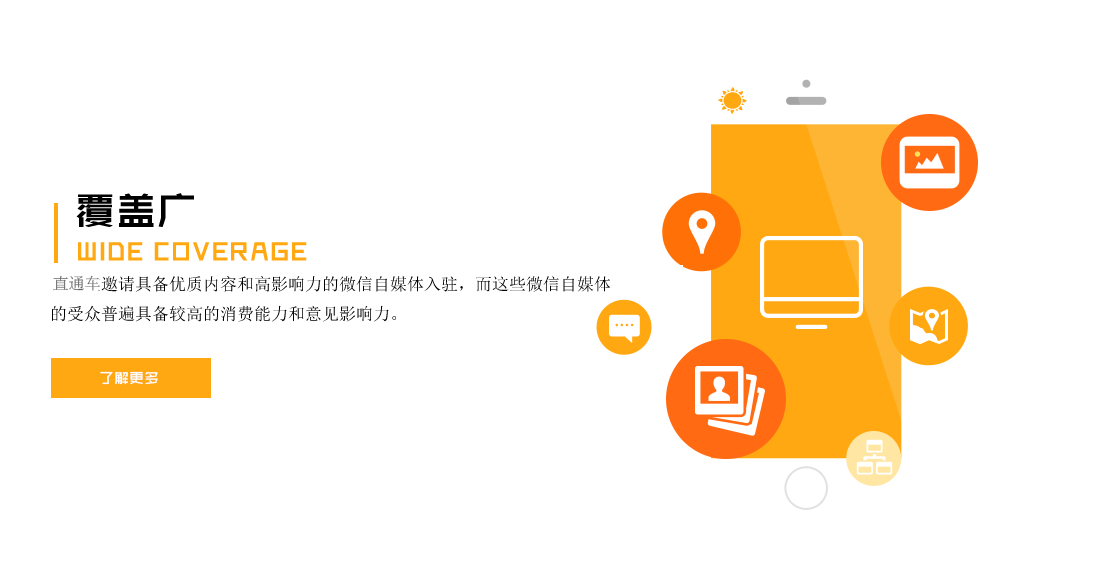 覆盖广
WIDE COVERAGE
直通车邀请具备优质内容和高影响力的微信自媒体入驻，而这些微信自媒体
的受众普遍具备较高的消费能力和意见影响力。
了解更多